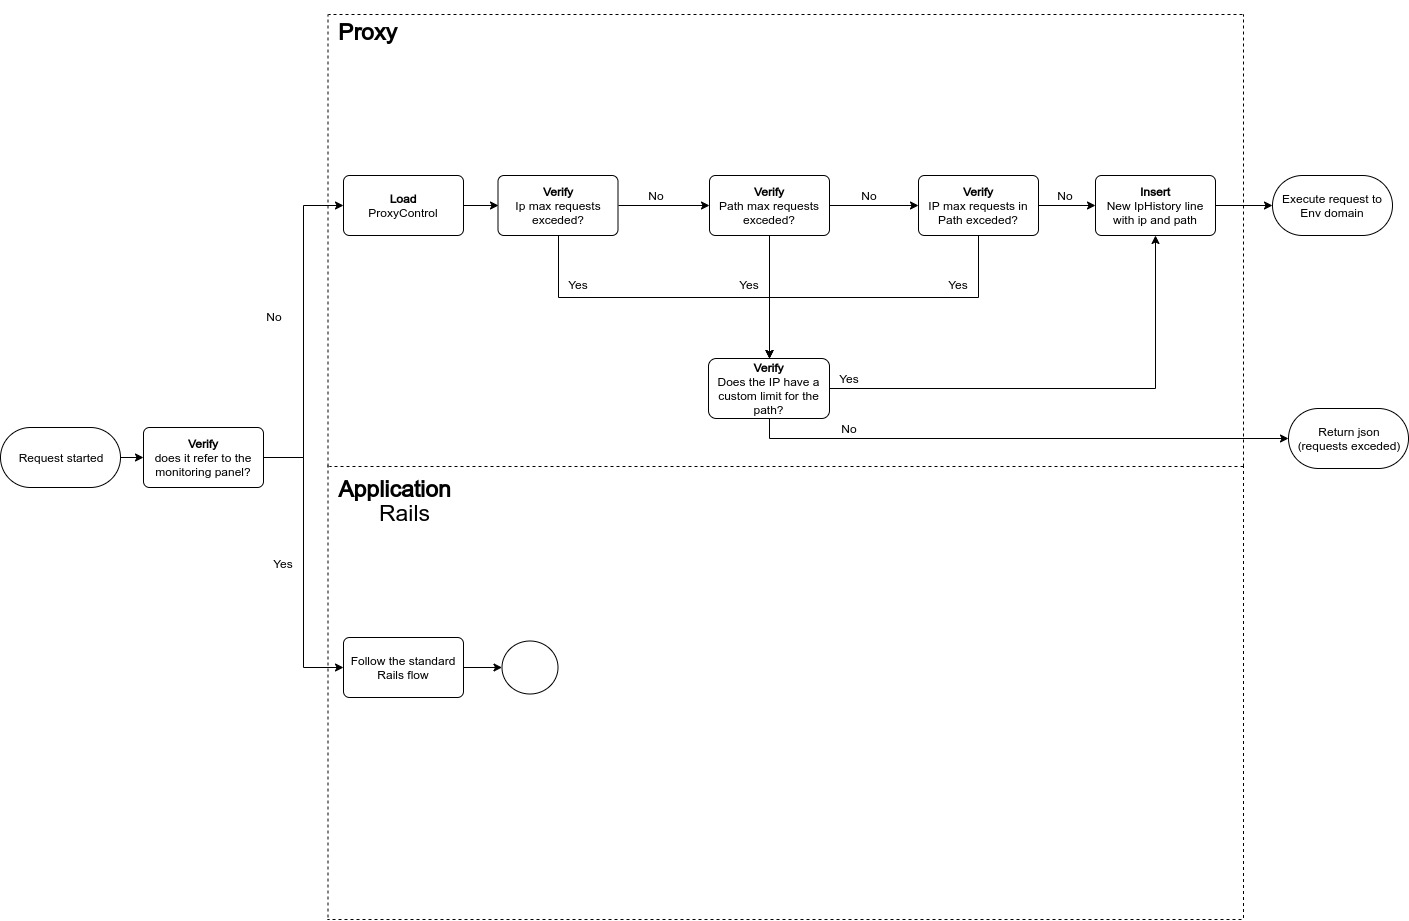 Proxy
Load
ProxyControl
Verify
Ip max requests
exceded?
No
Verify
Path max requests
exceded?
No
Verify
IP max requests in
Path exceded?
No
Insert
New IpHistory line
with ip and path
Execute request to
Env domain
Yes
Yes
Yes
No
Verify
Does the IP have a
custom limit for the
path?
Yes
No
Return json
(requests exceded)
Request started
Verify
does it refer to the
monitoring panel?
Application
Rails
Yes
Follow the standard
Rails flow